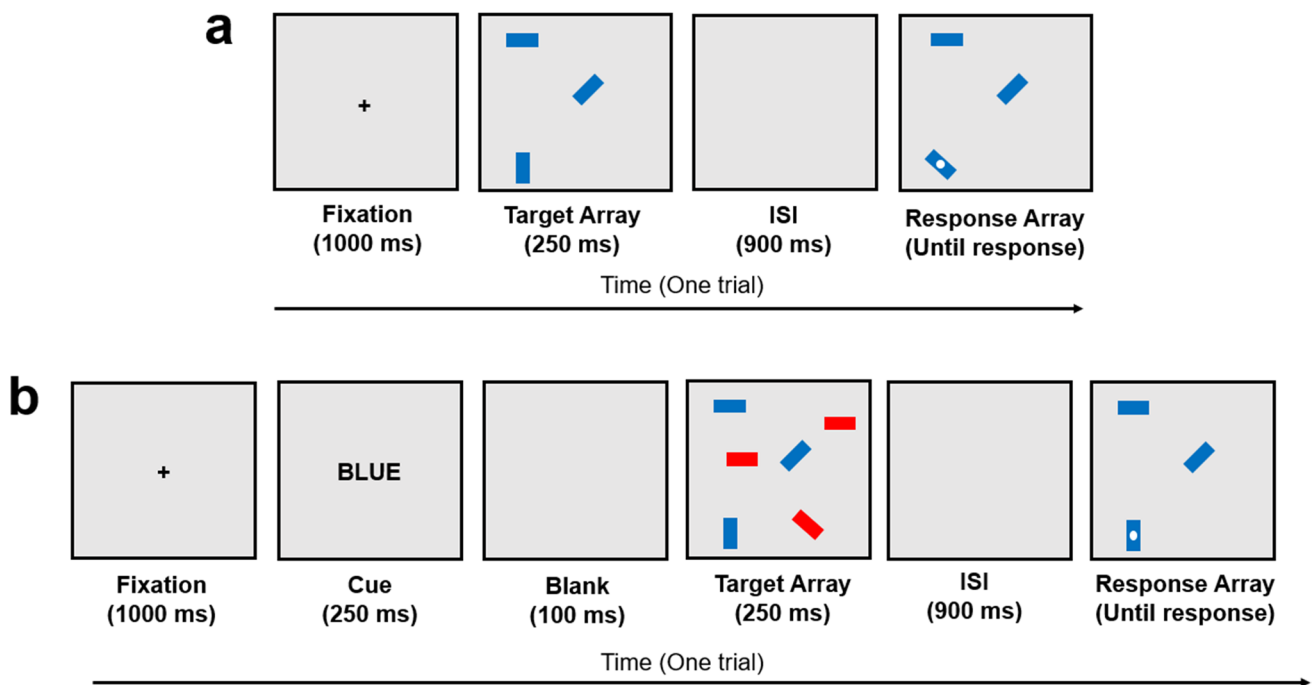 a
+
Fixation
(1000 ms)
Target Array
(250 ms)
ISI
(900 ms)
Response Array
(Until response)
Time (One trial)
b
+
BLUE
Fixation
(1000 ms)
Cue
(250 ms)
Blank
(100 ms)
Target Array
(250 ms)
ISI
(900 ms)
Response Array
(Until response)
Time (One trial)